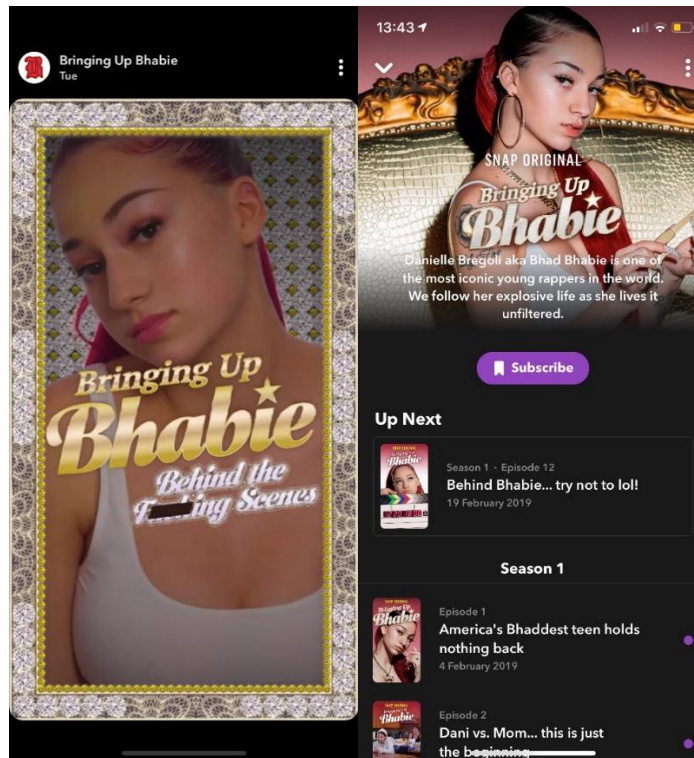 Bringing Up Bhabie
Tue
Bringing Up
Bhabie
Behind the
F ing Scenes
13:43
SNAP ORIGINAL
Bringing Up
Bhabie
Danielle Bregoli aka Bhad Bhabie is one of
the most iconic young rappers in the world.
We follow her explosive life as she lives it
unfiltered.
Subscribe
Up Next
Season 1 · Episode 12
Behind Bhabie... try not to lol!
19 February 2019
Season 1
Episode 1
America's Bhaddest teen holds
nothing back
4 February 2019
Episode 2
Dani vs. Mom... this is just
the beginning